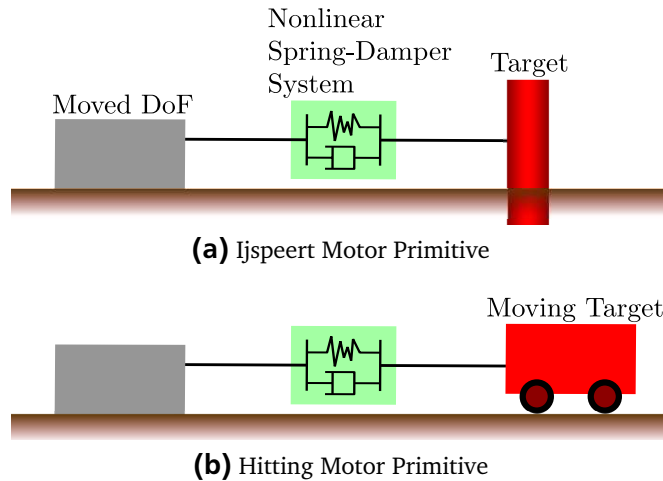 Nonlinear
Spring-Damper
System
Target
Moved DoF
(a) Ijspeert Motor Primitive
Moving Target
(b) Hitting Motor Primitive